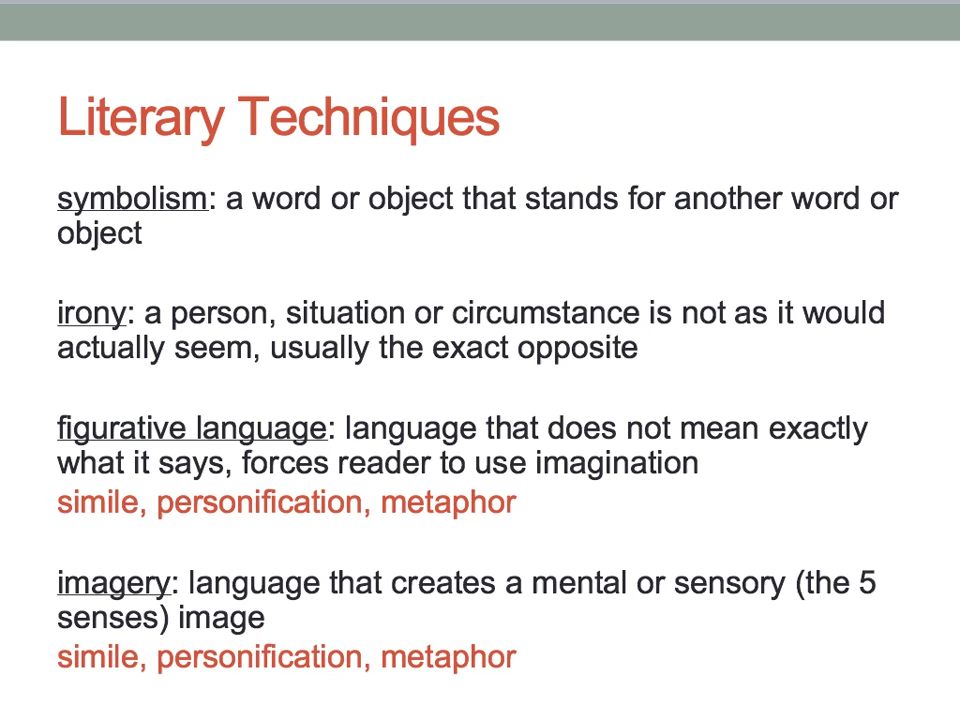 Literary Techniques
symbolism: a word or object that stands for another word or
object
irony: a person, situation or circumstance is not as it would
actually seem, usually the exact opposite
figurative language: language that does not mean exactly
what it says, forces reader to use imagination
simile, personification, metaphor
imagery: language that creates a mental or sensory (the 5
senses) image
simile, personification, metaphor